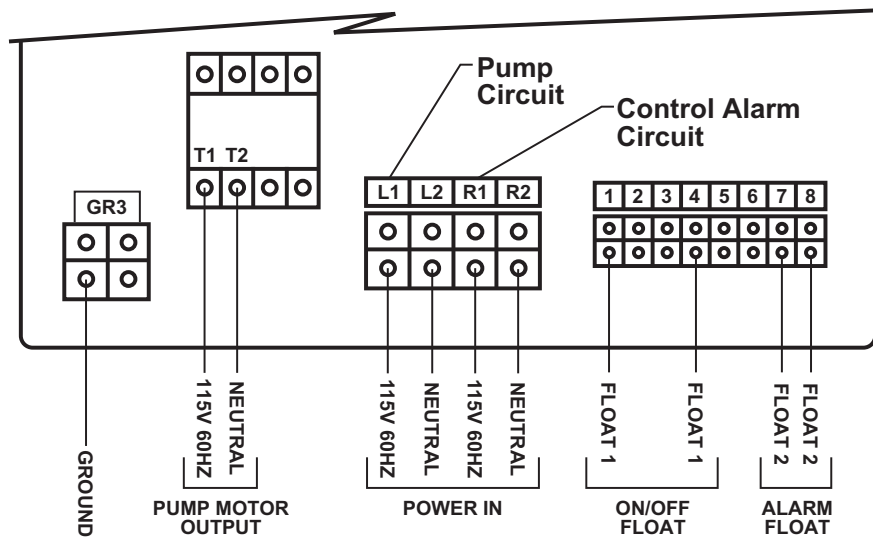 Pump
Circuit
Control Alarm
Circuit
T1 T2
GR3
L1 L2 R1 R2
1 2 3 4 5 6 7 8
GROUND
115V 60HZ
NEUTRAL
PUMP MOTOR
OUTPUT
115V 60HZ
NEUTRAL
115V 60HZ
NEUTRAL
POWER IN
FLOAT 1
FLOAT 1
ON/OFF
FLOAT
FLOAT 2
FLOAT 2
ALARM
FLOAT